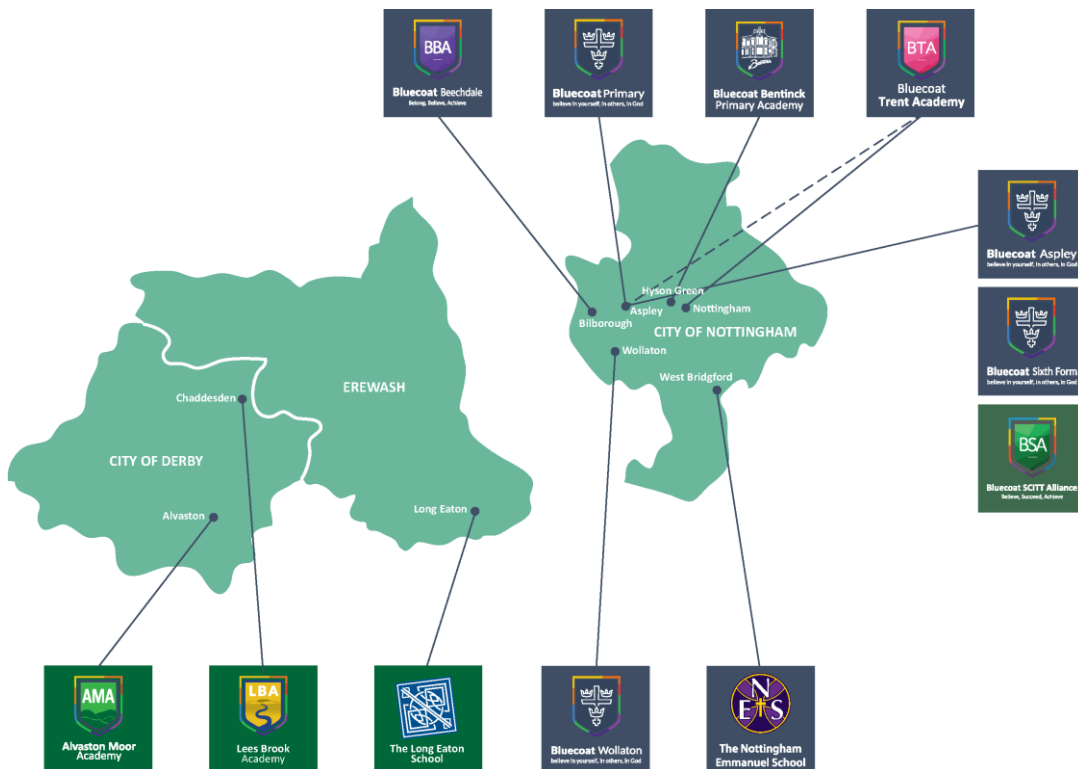 BBA
Bluecoat Beechdale
Belong, Believe, Achieve
Bluecoat Primary
believe in yourself, in others, in God
Bluecoat Bentinck
Primary Academy
BTA
Bluecoat
Trent Academy
Bluecoat Aspley
believe in yourself, in others, in God
Bluecoat Sixth Form
believe in yourself, in others, in God
BSA
Bluecoat SCITT Alliance
Believe, Succeed, Achieve
Hyson Green
Aspley
Nottingham
Bilborough
CITY OF NOTTINGHAM
Wollaton
West Bridgford
EREWASH
Chaddesden
CITY OF DERBY
Alvaston
Long Eaton
AMA
Alvaston Moor
Academy
LBA
Lees Brook
Academy
The Long Eaton
School
Bluecoat Wollaton
believe in yourself, in others, in God
N
E S
The Nottingham
Emmanuel School